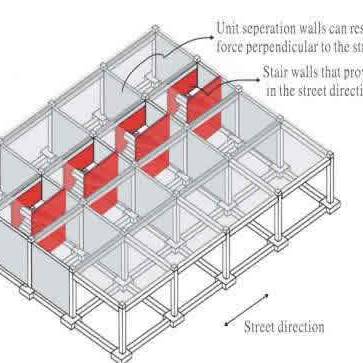 Unit seperation walls can res
force perpendicular to the str
Stair walls that prov
in the street directi
Street direction